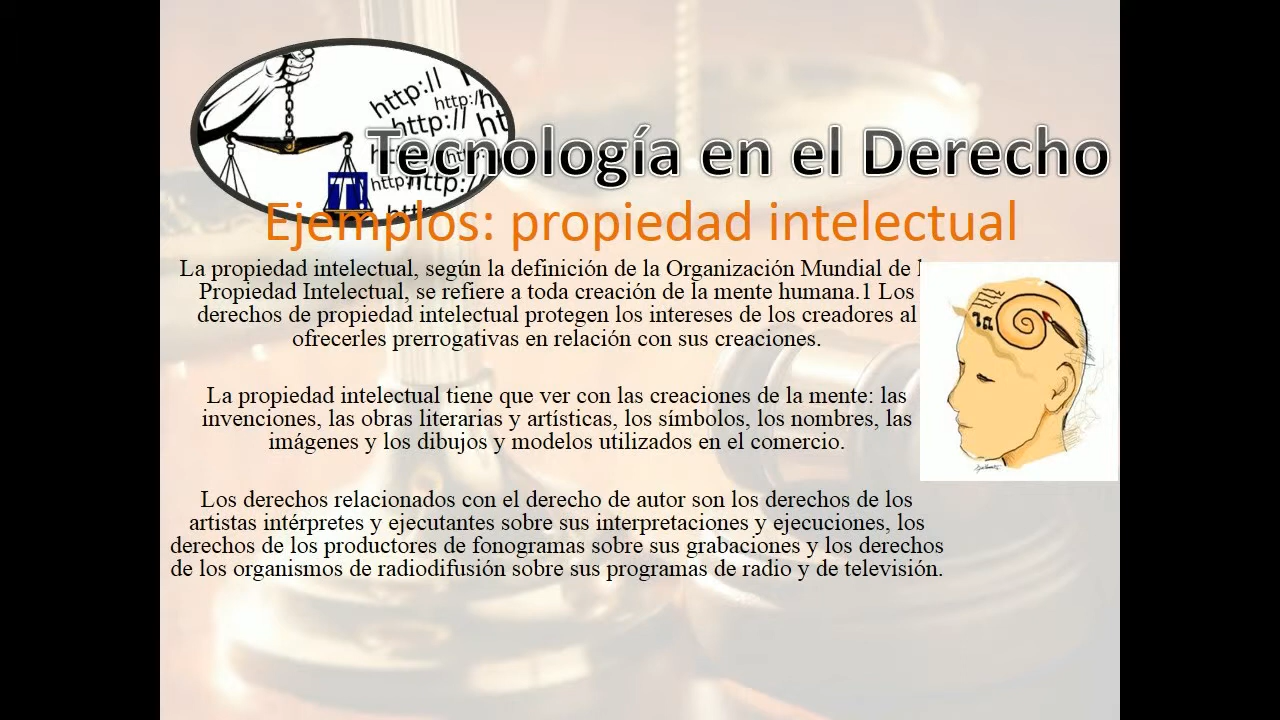 http:// http:// http:// http://
Tecnología en el Derecho
Ejemplos: propiedad intelectual
La propiedad intelectual, según la definición de la Organización Mundial de
Propiedad Intelectual, se refiere a toda creación de la mente humana.1 Los
derechos de propiedad intelectual protegen los intereses de los creadores al
ofrecerles prerrogativas en relación con sus creaciones.
La propiedad intelectual tiene que ver con las creaciones de la mente: las
invenciones, las obras literarias y artísticas, los símbolos, los nombres, las
imágenes y los dibujos y modelos utilizados en el comercio.
Los derechos relacionados con el derecho de autor son los derechos de los
artistas intérpretes y ejecutantes sobre sus interpretaciones y ejecuciones, los
derechos de los productores de fonogramas sobre sus grabaciones y los derechos
de los organismos de radiodifusión sobre sus programas de radio y de televisión.